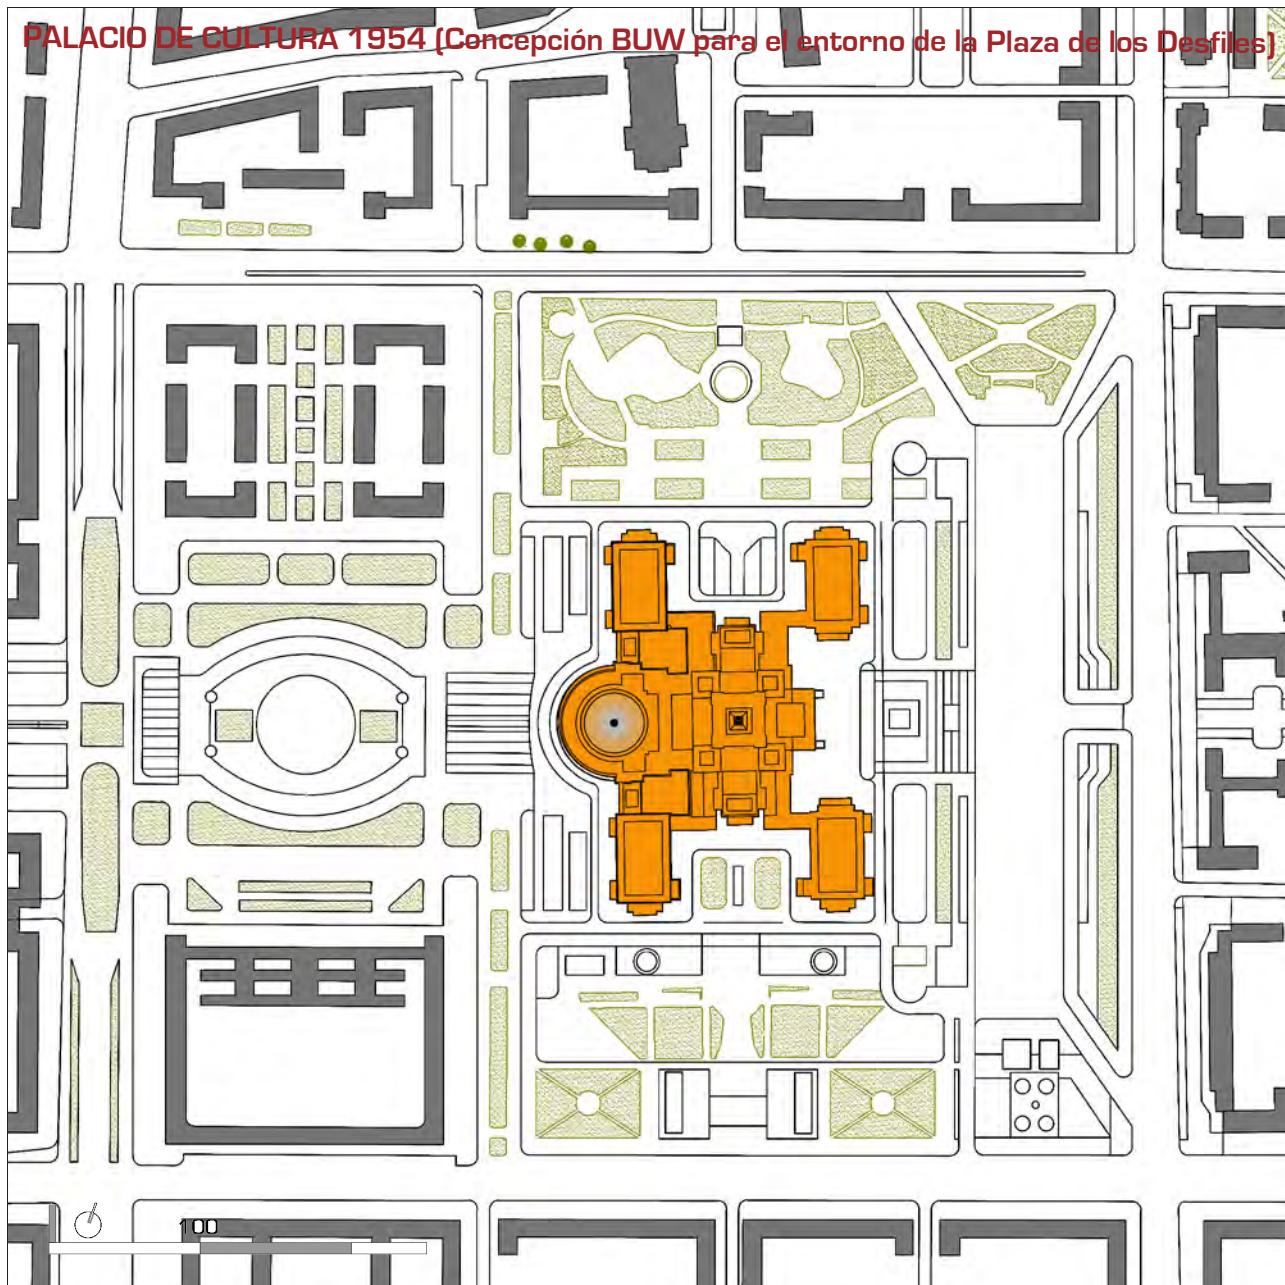 PALACIO DE CULTURA 1954 (Concepción BUW para el entorno de la Plaza de los Desfiles)
100